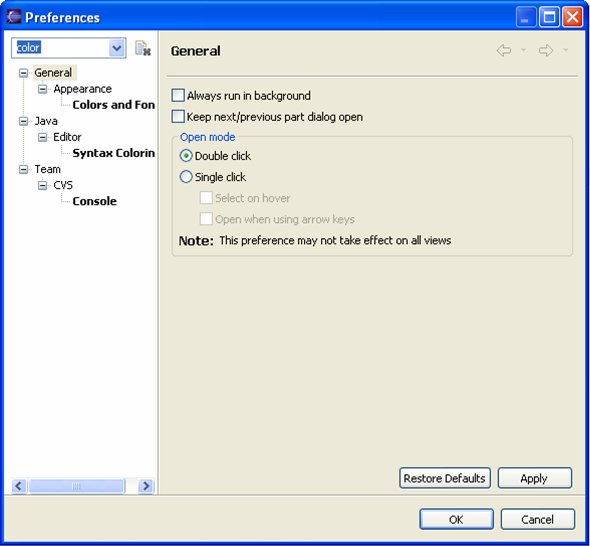 Preferences
color
General
Appearance
Colors and Fon
Java
Editor
Syntax Colorin
Team
CVS
Console
General
Always run in background
Keep next/previous part dialog open
Open mode
Double click
Single click
Select on hover
Open when using arrow keys
Note: This preference may not take effect on all views
Restore Defaults Apply
OK Cancel